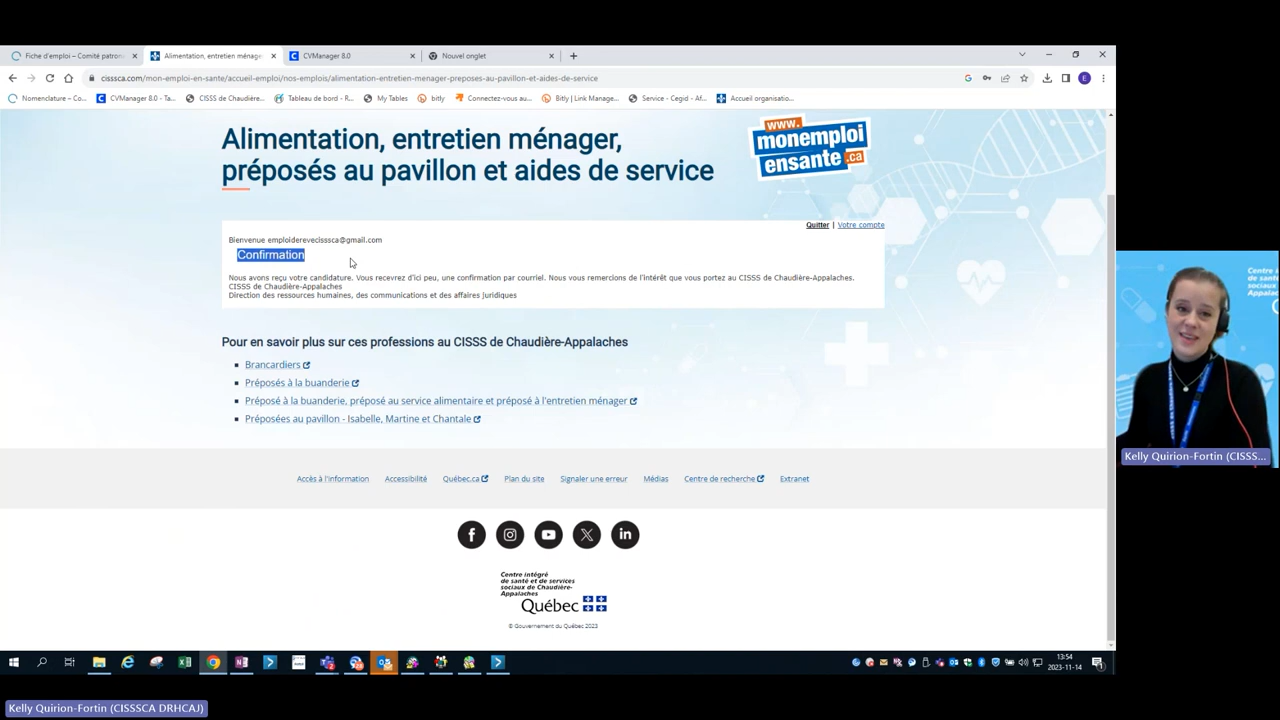 Fiche d'emploi – Comité patron
Alimentation, entretien ménager
CVManager 8.0
Nouvel onglet
cisssca.com/mon-emploi-en-sante/accueil-emploi/nos-emplois/alimentation-entretien-menager-preposes-au-pavillon-et-aides-de-service
E
Nomenclature – Co...
CVManager 8.0 - Ta...
CISSS de Chaudière...
Tableau de bord - R...
My Tables
bitly
Connectez-vous au...
Bitly | Link Manage...
Service - Cegid - Af...
Accueil organisatio...
Alimentation, entretien ménager,
préposés au pavillon et aides de service
www.
monemploi
ensante.ca
Quitter | Votre compte
Bienvenue emploiderevecisssca@gmail.com
Confirmation
Nous avons reçu votre candidature. Vous recevrez d'ici peu, une confirmation par courriel. Nous vous remercions de l'intérêt que vous portez au CISSS de Chaudière-Appalaches.
CISSS de Chaudière-Appalaches
Direction des ressources humaines, des communications et des affaires juridiques
Pour en savoir plus sur ces professions au CISSS de Chaudière-Appalaches
Brancardiers
Préposés à la buanderie
Préposé à la buanderie, préposé au service alimentaire et préposé à l'entretien ménager
Préposées au pavillon - Isabelle, Martine et Chantale
Accès à l'information
Accessibilité
Québec.ca
Plan du site
Signaler une erreur
Médias
Centre de recherche
Extranet
Centre intégré
de santé et de services
sociaux de Chaudière-
Appalaches
Québec
© Gouvernement du Québec 2023
13:54
2023-11-14
Centre i
de santé
sociaux
Appalac
Kelly Quirion-Fortin (CISSS...
Kelly Quirion-Fortin (CISSSCA DRHCAJ)